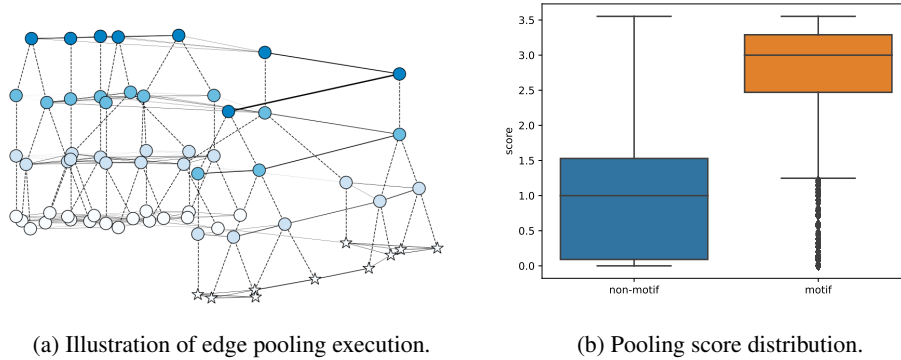 3.5
3.0
2.5
2.0
1.5
1.0
0.5
0.0
score
non-motif
motif
(a) Illustration of edge pooling execution.
(b) Pooling score distribution.